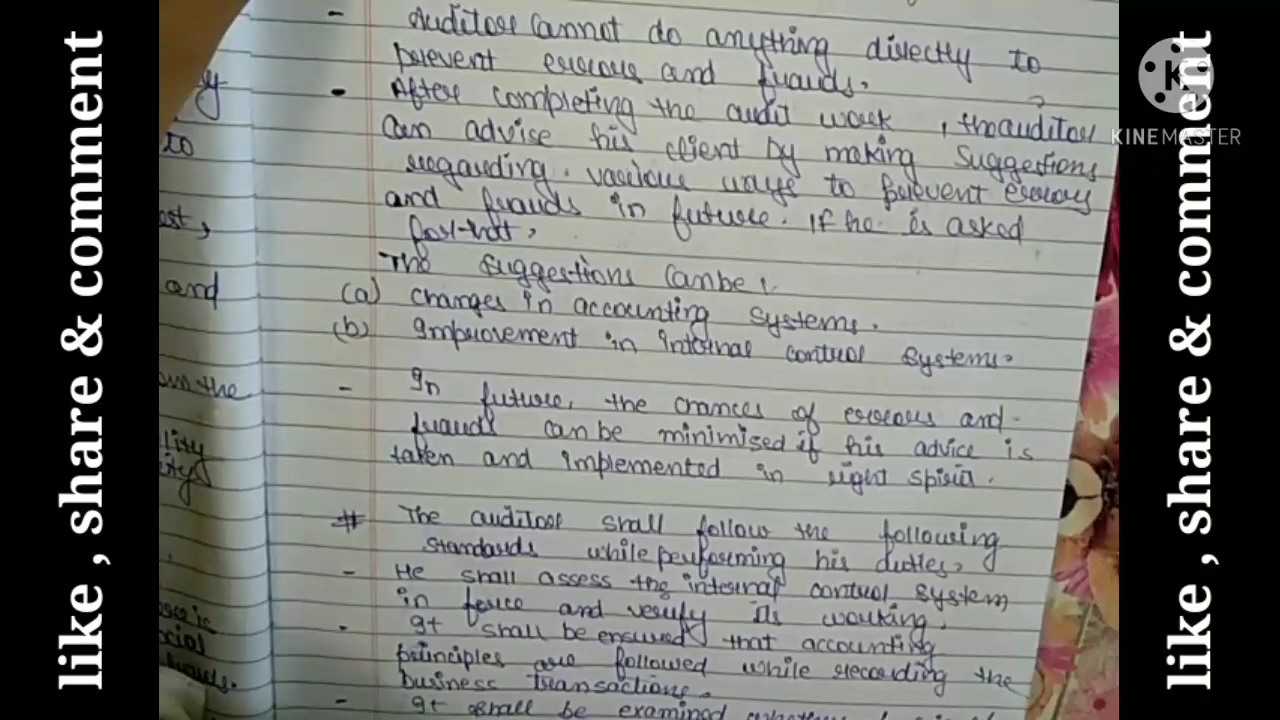 - Auditor cannot do anything directly to
prevent errors and frauds.
- After completing the audit work, the auditor
can advise his client by making suggestions
regarding various ways to prevent errors
and frauds in future. If he is asked
for it,
The suggestions can be:
(a) changes in accounting systems.
(b) Improvement in internal control systems.
- In future, the chances of errors and
frauds can be minimised if his advice is
taken and implemented in right spirit.
# The auditor shall follow the following
standards while performing his duties,
- He shall assess the internal control system
in force and verify its working.
- It shall be ensured that accounting
principles are followed while recording the
business transactions.
- It shall be examined whether
to
and
the
like , share & comment
like , share & comment
K
KINEMASTER